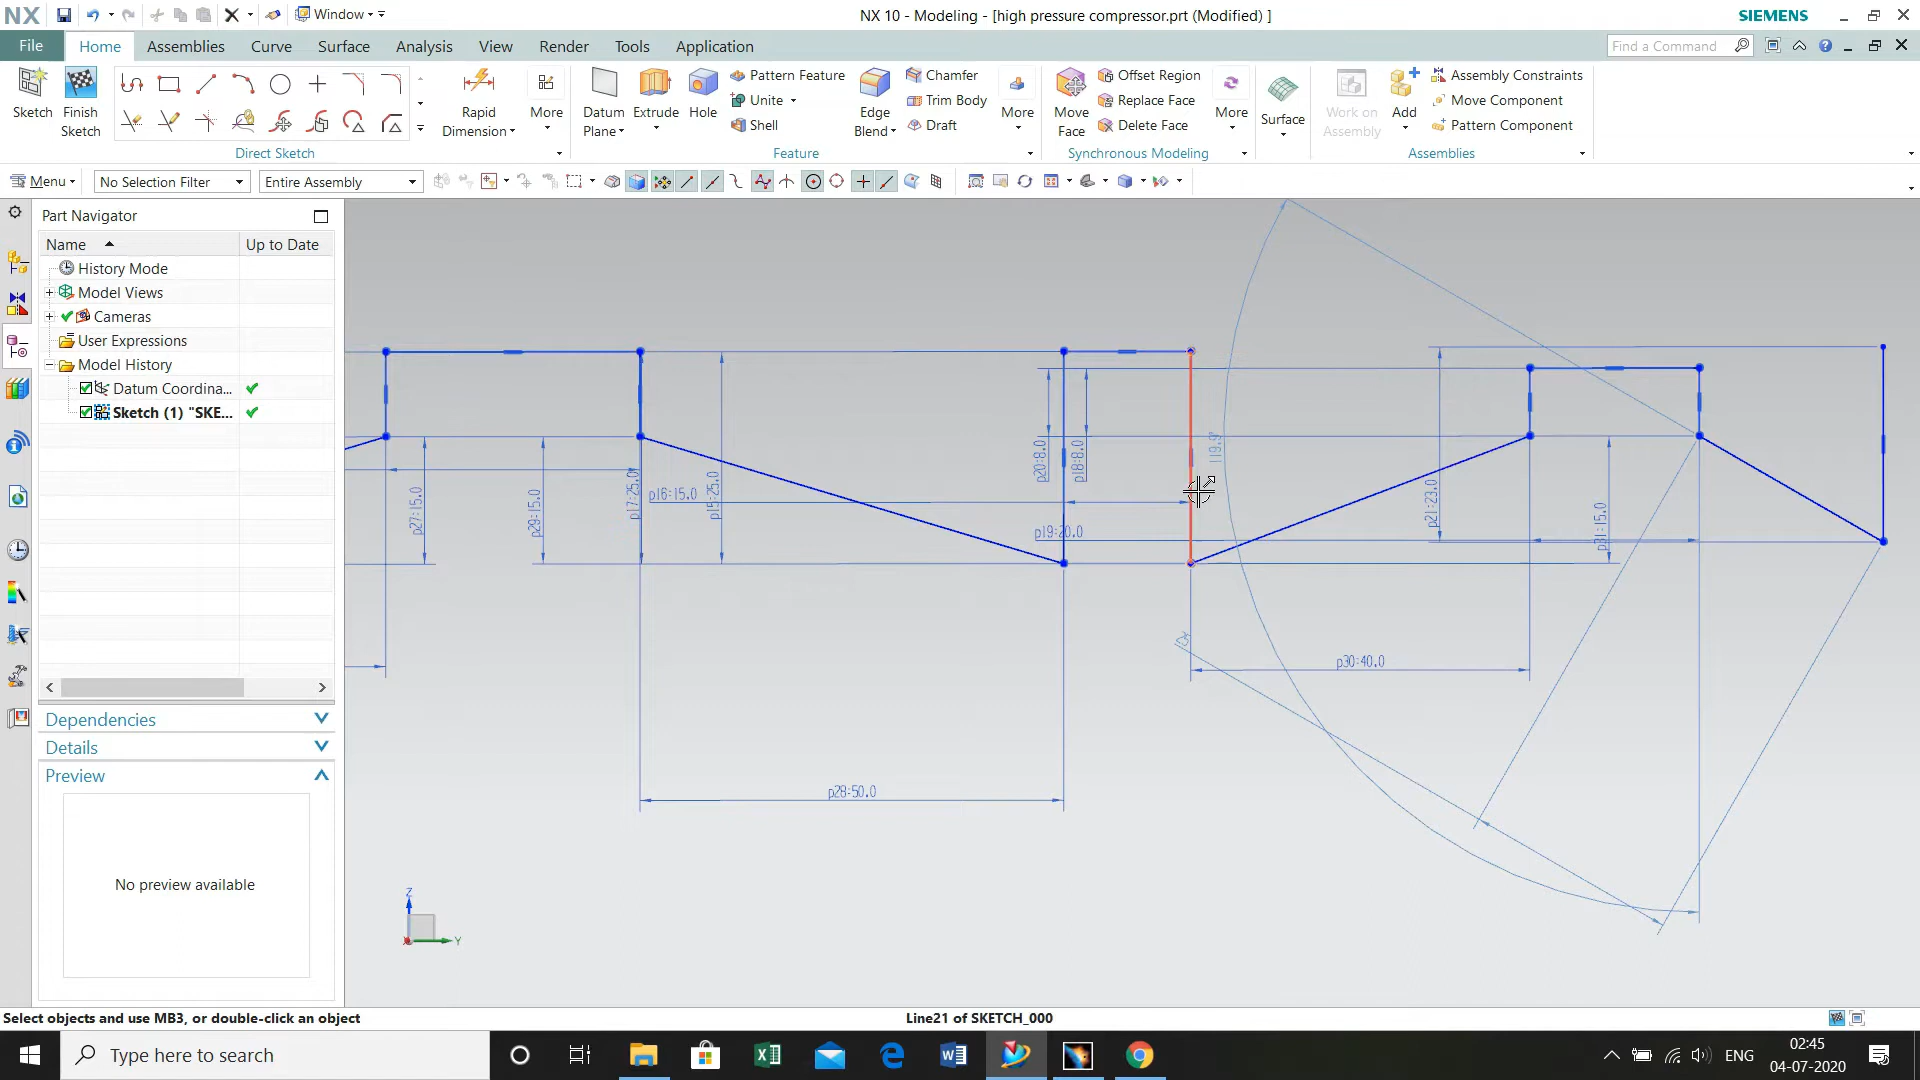 NX
Window
NX 10 - Modeling - [high pressure compressor.prt (Modified) ]
SIEMENS
File
Home
Assemblies
Curve
Surface
Analysis
View
Render
Tools
Application
Find a Command
Sketch
Finish Sketch
Rapid Dimension
More
Datum Plane
Extrude
Hole
Pattern Feature
Unite
Shell
Edge Blend
Chamfer
Trim Body
Draft
More
Move Face
Offset Region
Replace Face
Delete Face
More
Surface
Work on Assembly
Add
Assembly Constraints
Move Component
Pattern Component
Direct Sketch
Feature
Synchronous Modeling
Assemblies
Menu
No Selection Filter
Entire Assembly
Part Navigator
Name
Up to Date
History Mode
Model Views
Cameras
User Expressions
Model History
Datum Coordina...
Sketch (1) "SKE...
Dependencies
Details
Preview
No preview available
p27:15.0
p29:15.0
p17:25.0
p16:15.0
p15:25.0
p20:8.0
p18:8.0
p19:20.0
119.9°
p21:23.0
p31:15.0
25
p30:40.0
p28:50.0
Z
Y
Select objects and use MB3, or double-click an object
Line21 of SKETCH_000
Type here to search
ENG
02:45
04-07-2020